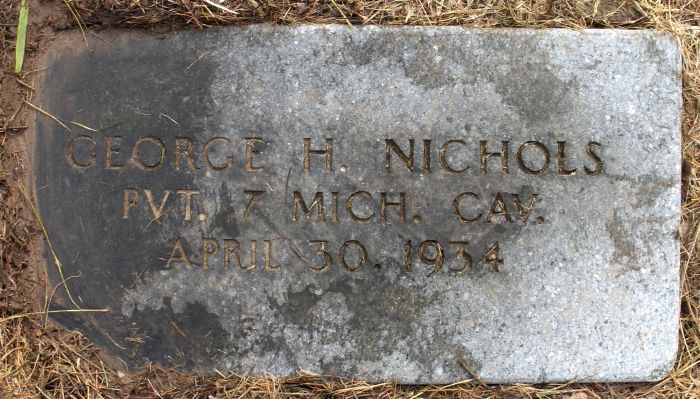 GEORGE H. NICHOLS
PVT. 7 MICH. CAV.
APRIL 30, 1934